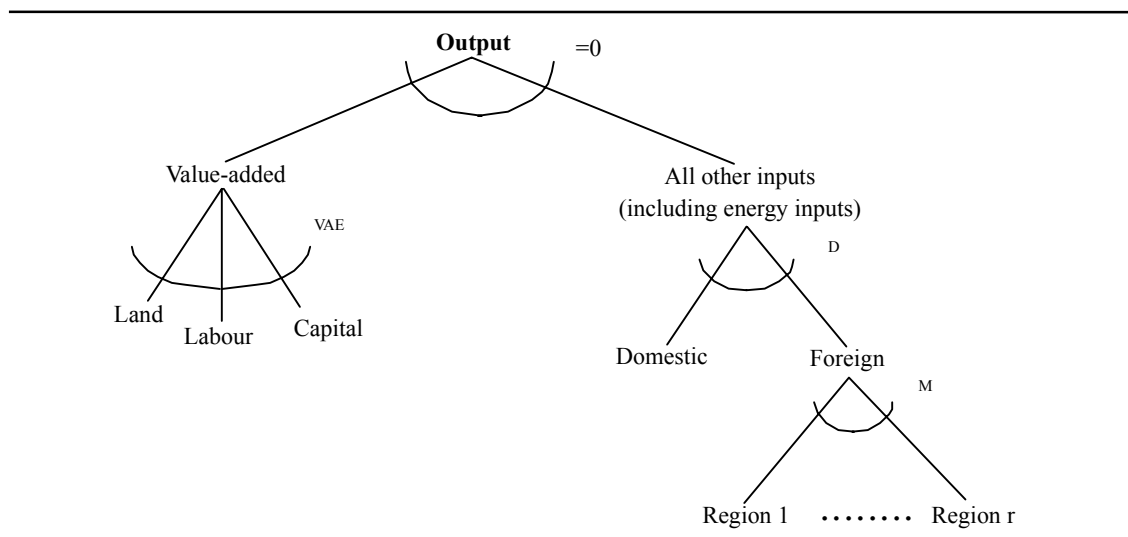 Output
=0
Value-added
All other inputs
(including energy inputs)
VAE
D
Land
Labour
Capital
Domestic
Foreign
M
Region 1 ........ Region r